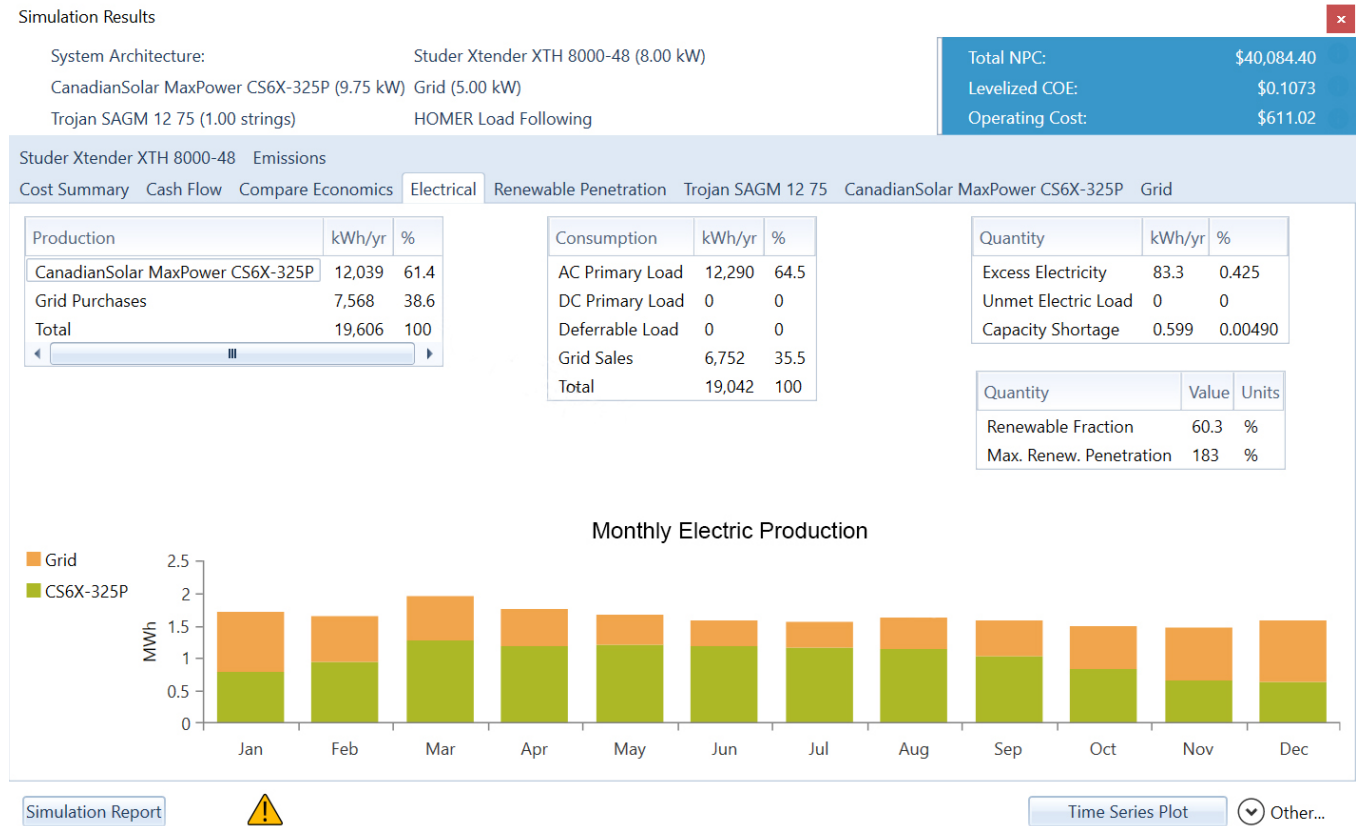 Simulation Results
x
System Architecture:
Studer Xtender XTH 8000-48 (8.00 kW)
CanadianSolar MaxPower CS6X-325P (9.75 kW)
Grid (5.00 kW)
Trojan SAGM 12 75 (1.00 strings)
HOMER Load Following
Total NPC: $40,084.40
Levelized COE: $0.1073
Operating Cost: $611.02
Studer Xtender XTH 8000-48 Emissions
Cost Summary Cash Flow Compare Economics Electrical Renewable Penetration Trojan SAGM 12 75 CanadianSolar MaxPower CS6X-325P Grid
Production kWh/yr %
CanadianSolar MaxPower CS6X-325P 12,039 61.4
Grid Purchases 7,568 38.6
Total 19,606 100
Consumption kWh/yr %
AC Primary Load 12,290 64.5
DC Primary Load 0 0
Deferrable Load 0 0
Grid Sales 6,752 35.5
Total 19,042 100
Quantity kWh/yr %
Excess Electricity 83.3 0.425
Unmet Electric Load 0 0
Capacity Shortage 0.599 0.00490
Quantity Value Units
Renewable Fraction 60.3 %
Max. Renew. Penetration 183 %
Monthly Electric Production
Grid
CS6X-325P
MWh
2.5
2
1.5
1
0.5
0
Jan Feb Mar Apr May Jun Jul Aug Sep Oct Nov Dec
Simulation Report
Time Series Plot
Other...